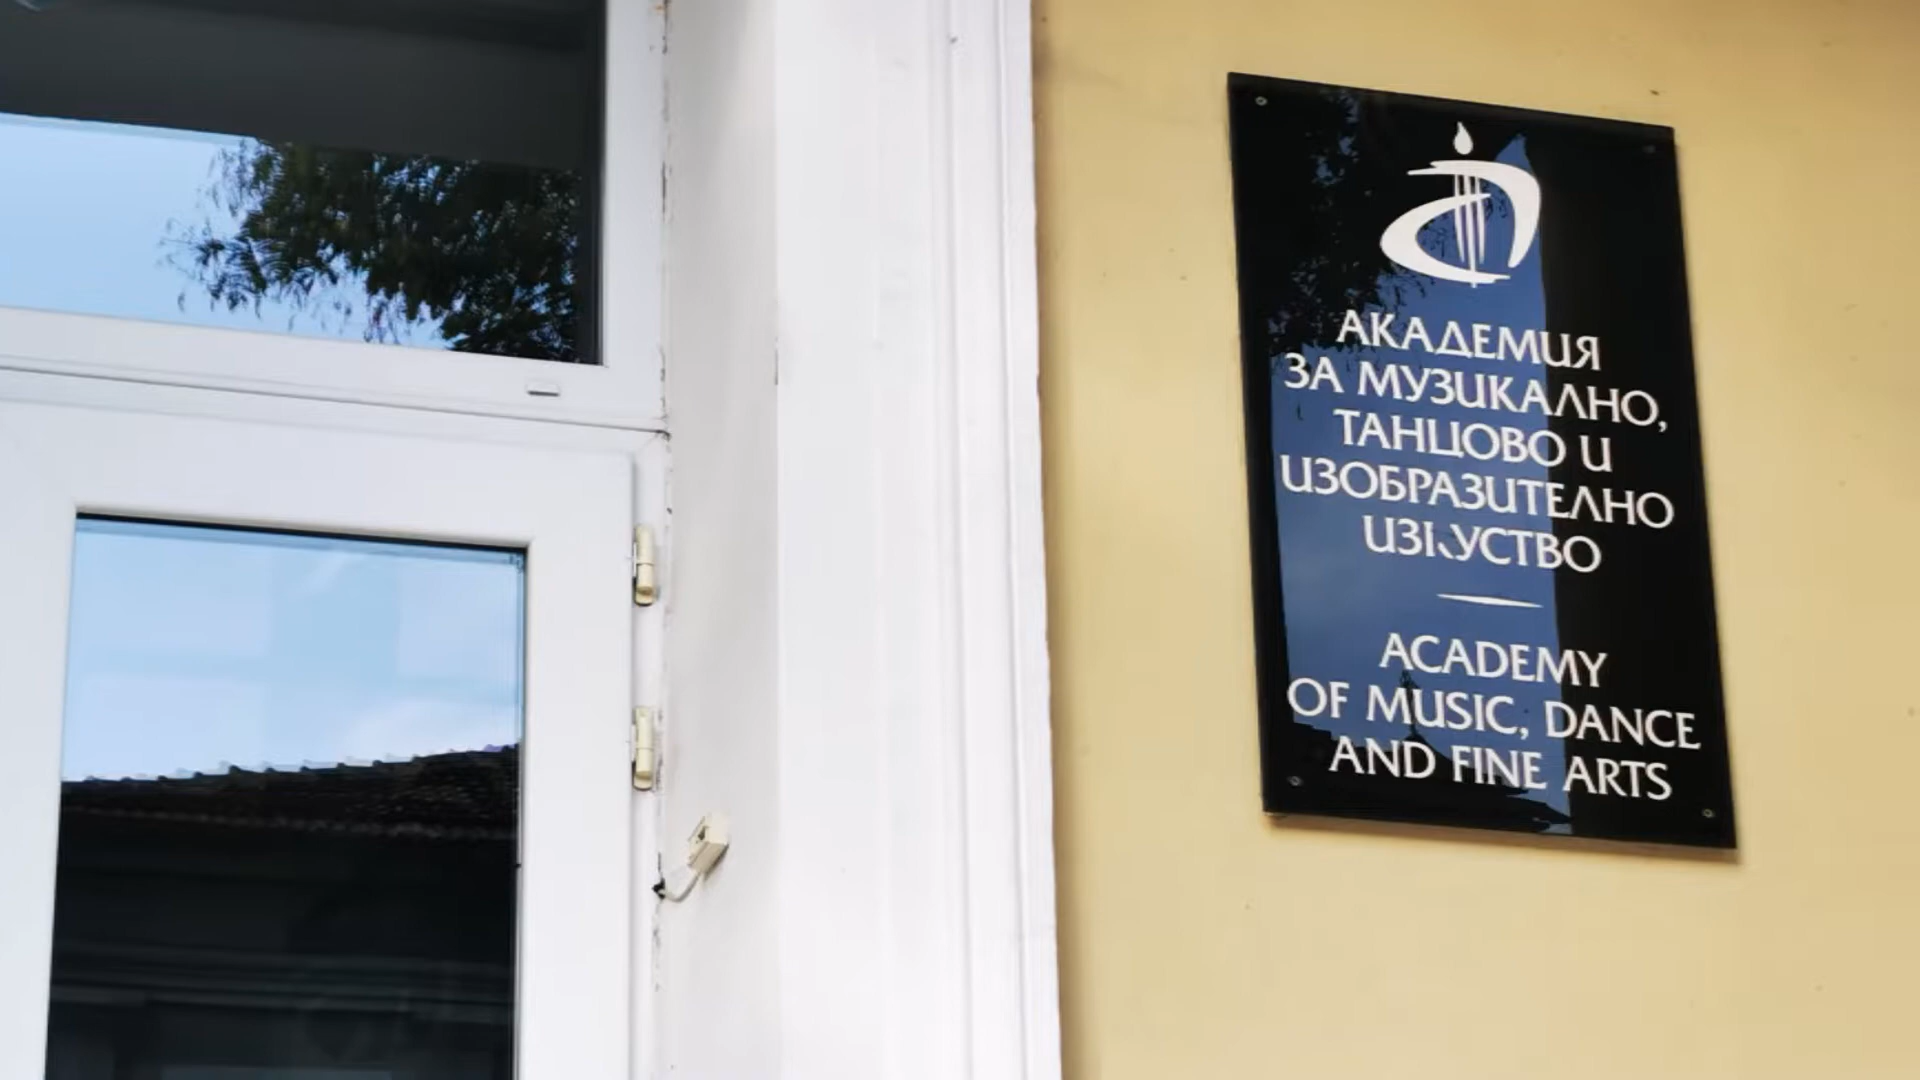 АКАДЕМИЯ
ЗА МУЗИКАЛНО,
ТАНЦОВО И
ИЗОБРАЗИТЕЛНО
ИЗКУСТВО
ACADEMY
OF MUSIC, DANCE
AND FINE ARTS